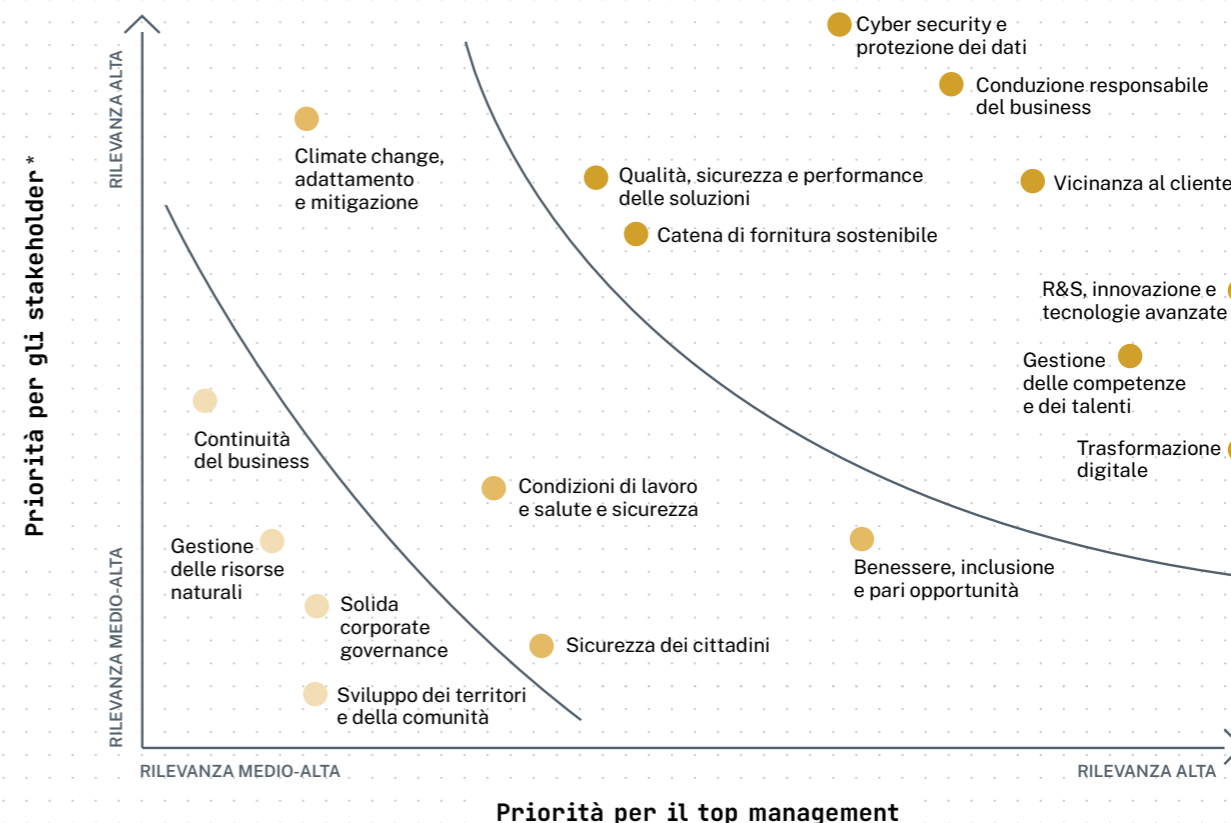 Cyber security e
protezione dei dati
Conduzione responsabile
del business
RILEVANZA ALTA
Climate change,
adattamento
e mitigazione
Qualità, sicurezza e performance
delle soluzioni
Vicinanza al cliente
Catena di fornitura sostenibile
Priorità per gli stakeholder*
R&S, innovazione e
tecnologie avanzate
Gestione
delle competenze
e dei talenti
Continuità
del business
Trasformazione
digitale
Condizioni di lavoro
e salute e sicurezza
Gestione
delle risorse
naturali
Benessere, inclusione
e pari opportunità
RILEVANZA MEDIO-ALTA
Solida
corporate
governance
Sicurezza dei cittadini
Sviluppo dei territori
e della comunità
RILEVANZA MEDIO-ALTA
RILEVANZA ALTA
Priorità per il top management